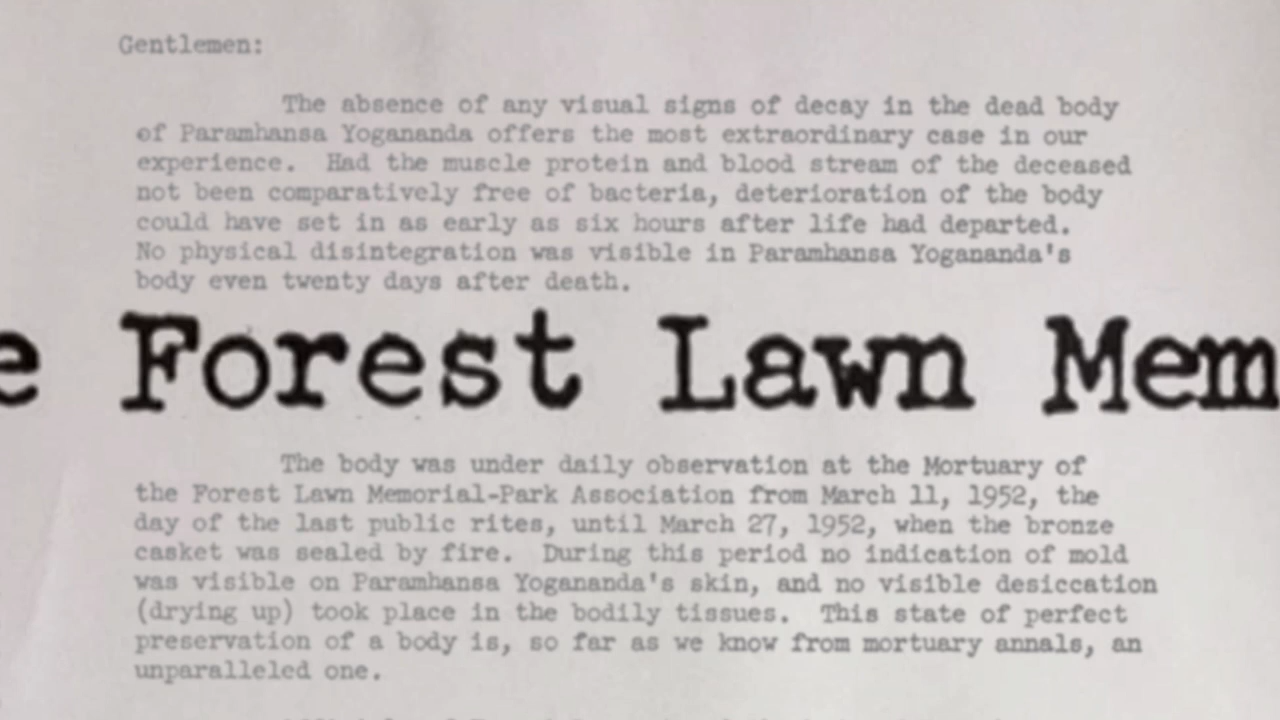 Gentlemen:
The absence of any visual signs of decay in the dead body
of Paramhansa Yogananda offers the most extraordinary case in our
experience. Had the muscle protein and blood stream of the deceased
not been comparatively free of bacteria, deterioration of the body
could have set in as early as six hours after life had departed.
No physical disintegration was visible in Paramhansa Yogananda's
body even twenty days after death.
e Forest Lawn Mem
The body was under daily observation at the Mortuary of
the Forest Lawn Memorial-Park Association from March 11, 1952, the
day of the last public rites, until March 27, 1952, when the bronze
casket was sealed by fire. During this period no indication of mold
was visible on Paramhansa Yogananda's skin, and no visible desiccation
(drying up) took place in the bodily tissues. This state of perfect
preservation of a body is, so far as we know from mortuary annals, an
unparalleled one.